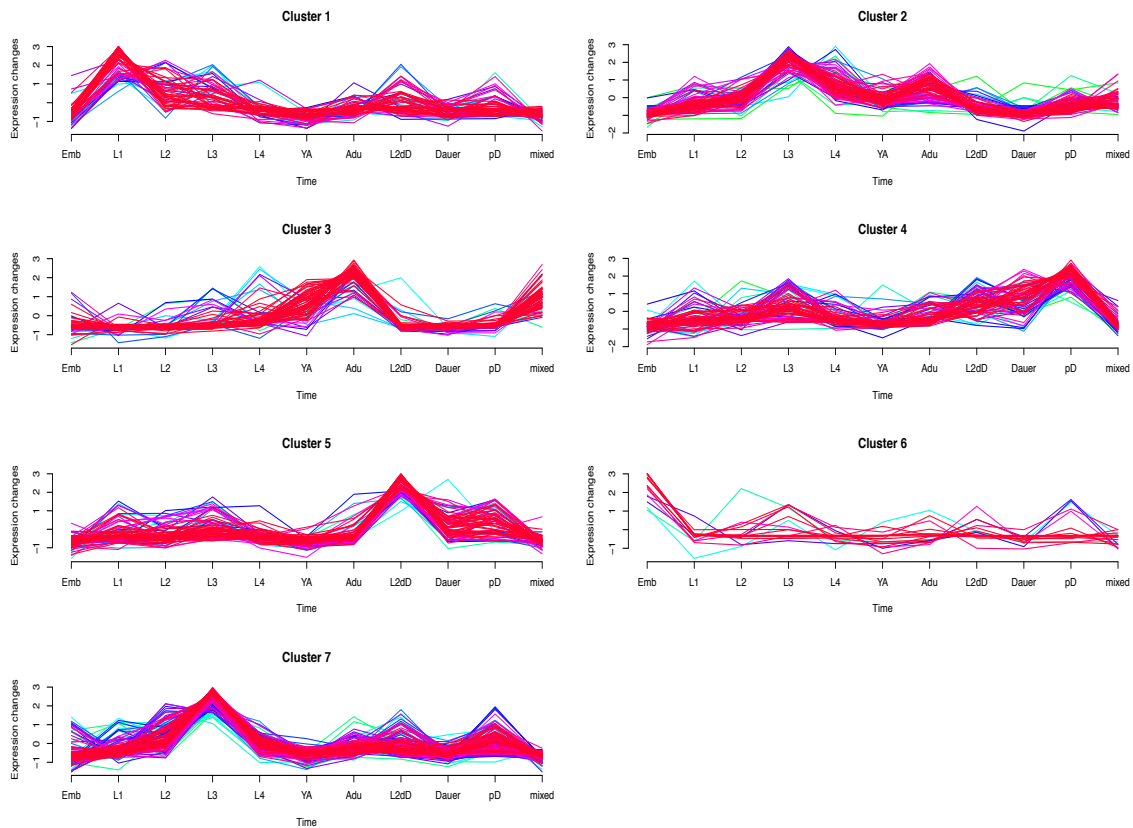 Cluster 1
Expression changes
3
2
1
−1
Emb L1 L2 L3 L4 YA Adu L2dD Dauer pD mixed
Time
Cluster 2
Expression changes
3
2
1
0
−2
Emb L1 L2 L3 L4 YA Adu L2dD Dauer pD mixed
Time
Cluster 3
Expression changes
3
2
1
0
−1
Emb L1 L2 L3 L4 YA Adu L2dD Dauer pD mixed
Time
Cluster 4
Expression changes
3
2
1
0
−2
Emb L1 L2 L3 L4 YA Adu L2dD Dauer pD mixed
Time
Cluster 5
Expression changes
3
2
1
−1
Emb L1 L2 L3 L4 YA Adu L2dD Dauer pD mixed
Time
Cluster 6
Expression changes
3
2
1
−1
Emb L1 L2 L3 L4 YA Adu L2dD Dauer pD mixed
Time
Cluster 7
Expression changes
3
2
1
0
−1
Emb L1 L2 L3 L4 YA Adu L2dD Dauer pD mixed
Time